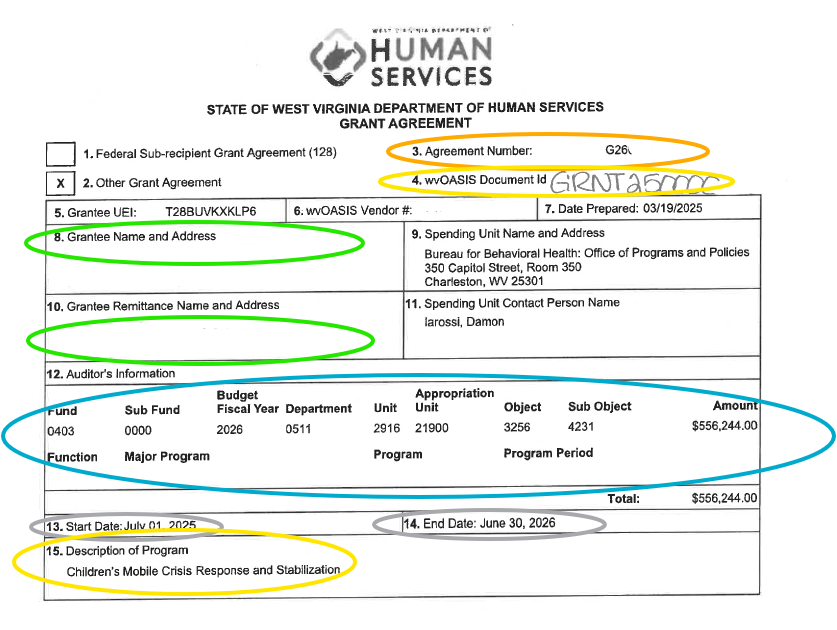 WEST VIRGINIA DEPARTMENT OF
HUMAN
SERVICES
STATE OF WEST VIRGINIA DEPARTMENT OF HUMAN SERVICES
GRANT AGREEMENT
1. Federal Sub-recipient Grant Agreement (128)
3. Agreement Number: G26
X 2. Other Grant Agreement
4. wvOASIS Document Id
5. Grantee UEI: T28BUVKXKLP6 6. wvOASIS Vendor #: 7. Date Prepared: 03/19/2025
8. Grantee Name and Address
9. Spending Unit Name and Address
Bureau for Behavioral Health: Office of Programs and Policies
350 Capitol Street, Room 350
Charleston, WV 25301
10. Grantee Remittance Name and Address
11. Spending Unit Contact Person Name
Iarossi, Damon
12. Auditor's Information
Fund Sub Fund Budget Fiscal Year Department Unit Appropriation Unit Object Sub Object Amount
0403 0000 2026 0511 2916 21900 3256 4231 $556,244.00
Function Major Program Program Program Period
Total: $556,244.00
13. Start Date: July 01, 2025 14. End Date: June 30, 2026
15. Description of Program
Children's Mobile Crisis Response and Stabilization